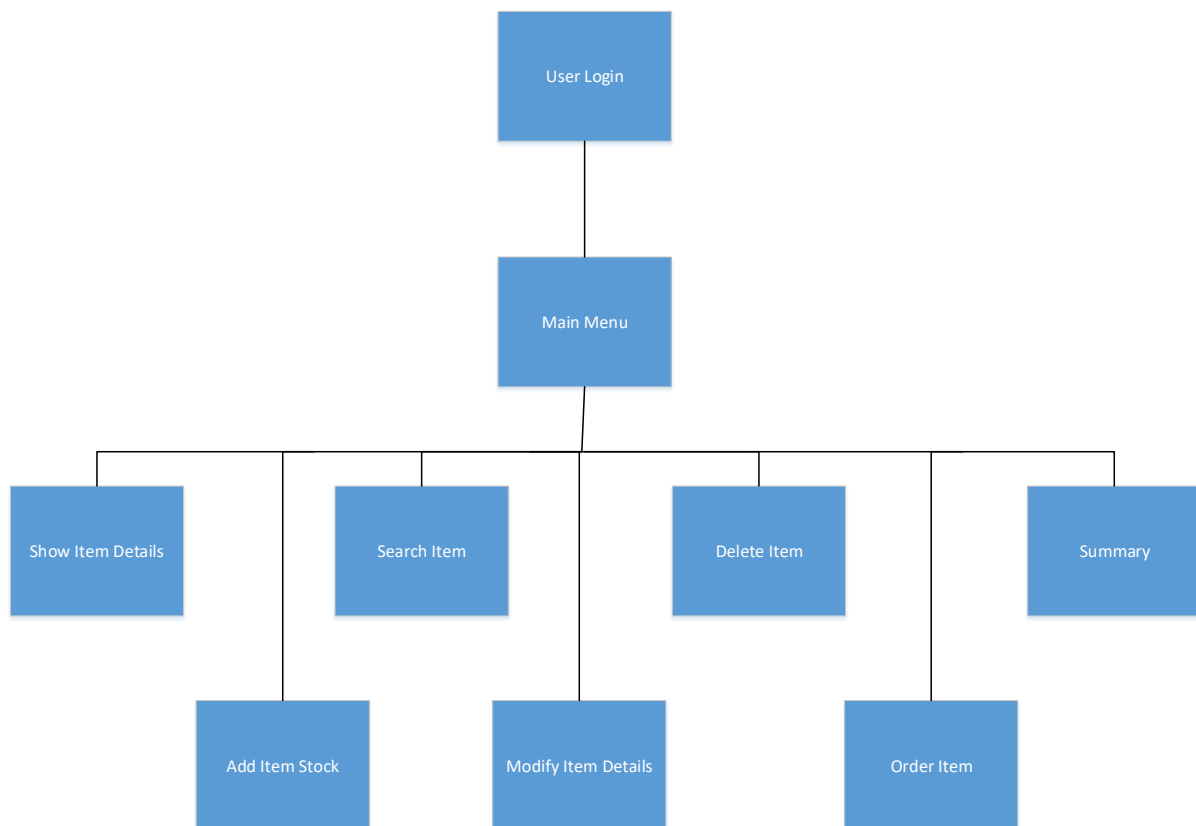 User Login
Main Menu
Show Item Details
Search Item
Delete Item
Summary
Add Item Stock
Modify Item Details
Order Item